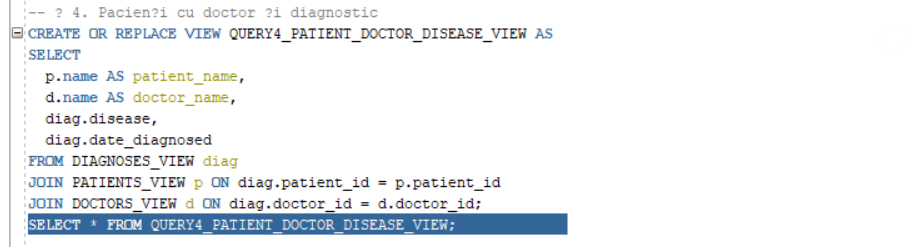 -- ? 4. Pacien?i cu doctor ?i diagnostic
CREATE OR REPLACE VIEW QUERY4_PATIENT_DOCTOR_DISEASE_VIEW AS
SELECT
  p.name AS patient_name,
  d.name AS doctor_name,
  diag.disease,
  diag.date_diagnosed
FROM DIAGNOSES_VIEW diag
JOIN PATIENTS_VIEW p ON diag.patient_id = p.patient_id
JOIN DOCTORS_VIEW d ON diag.doctor_id = d.doctor_id;
SELECT * FROM QUERY4_PATIENT_DOCTOR_DISEASE_VIEW;